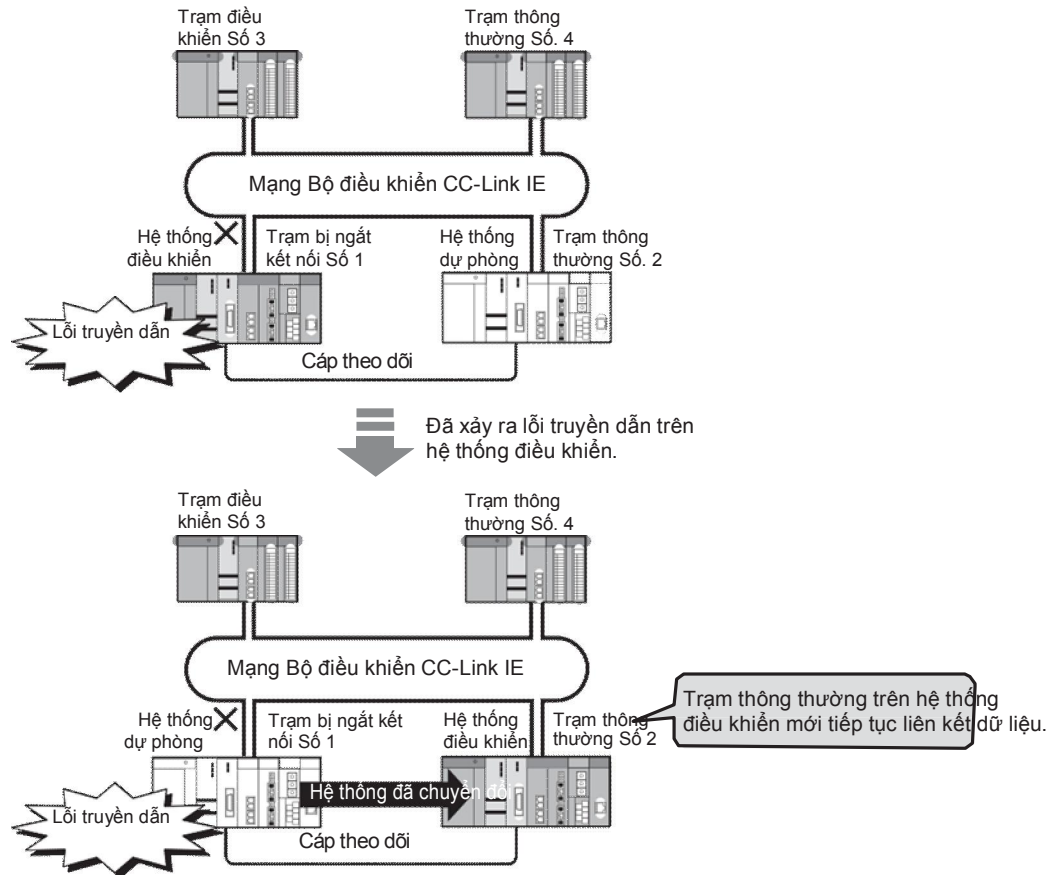 Trạm điều
khiển Số 3
Trạm thông
thường Số. 4
Mạng Bộ điều khiển CC-Link IE
Hệ thống
điều khiển
Trạm bị ngắt
kết nối Số 1
Hệ thống
dự phòng
Trạm thông
thường Số. 2
Lỗi truyền dẫn
Cáp theo dõi
Đã xảy ra lỗi truyền dẫn trên
hệ thống điều khiển.
Trạm điều
khiển Số 3
Trạm thông
thường Số. 4
Mạng Bộ điều khiển CC-Link IE
Trạm thông thường trên hệ thống
điều khiển mới tiếp tục liên kết dữ liệu.
Hệ thống
dự phòng
Trạm bị ngắt kết
nối Số 1
Hệ thống
điều khiển
Trạm thông
thường Số 2
Hệ thống đã chuyển đổi
Lỗi truyền dẫn
Cáp theo dõi